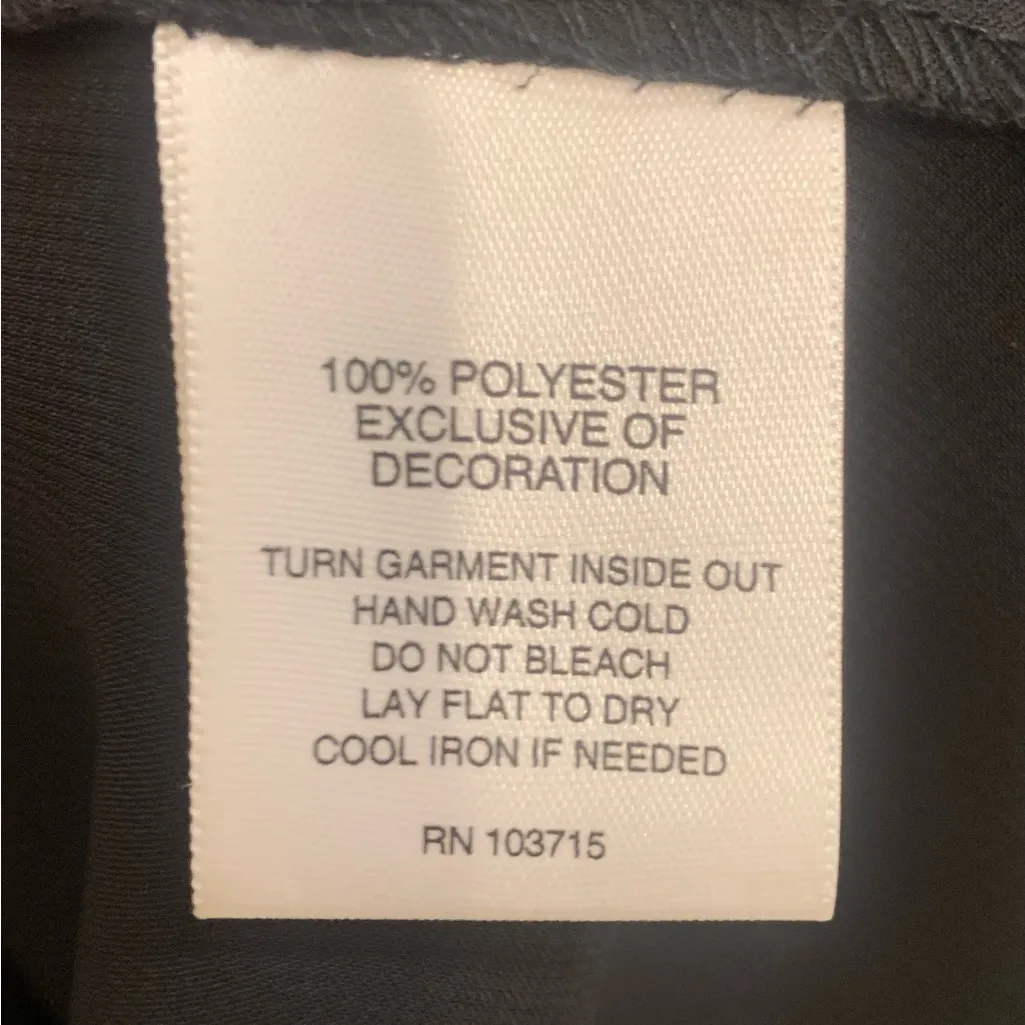 100% POLYESTER
EXCLUSIVE OF
DECORATION
TURN GARMENT INSIDE OUT
HAND WASH COLD
DO NOT BLEACH
LAY FLAT TO DRY
COOL IRON IF NEEDED
RN 103715